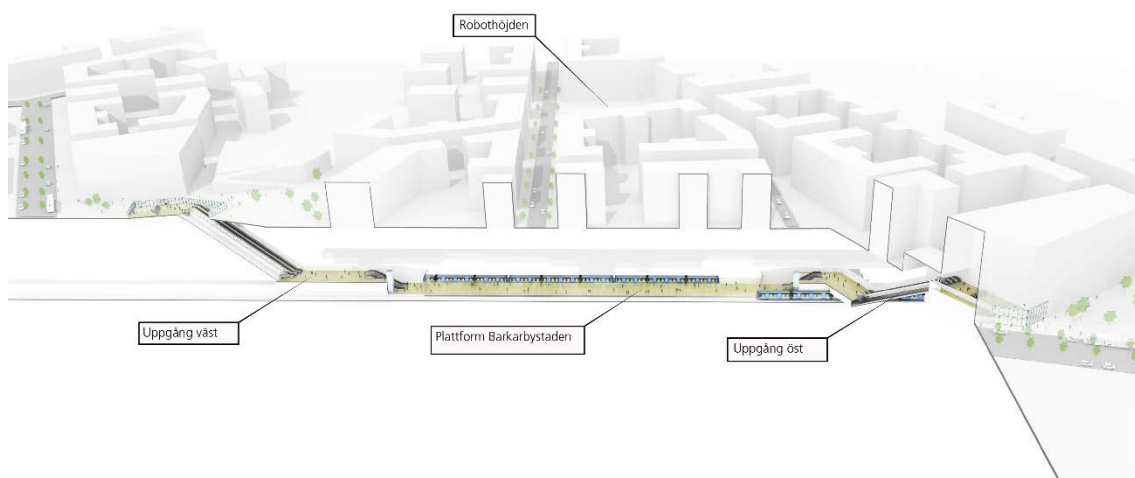 Robothöjden
Uppgång väst
Plattform Barkarbystaden
Uppgång öst